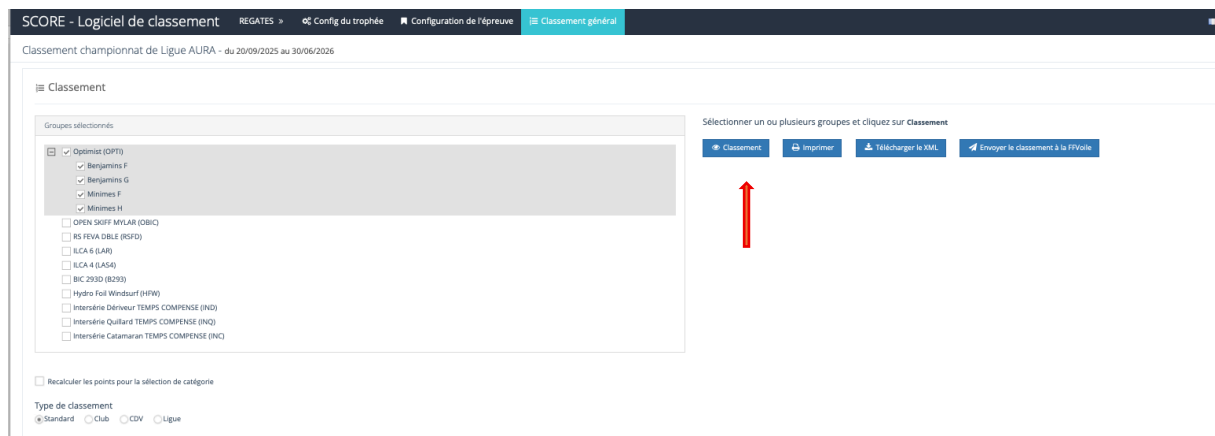 SCORE - Logiciel de classement REGATES » Config du trophée Configuration de l'épreuve Classement général
Classement championnat de Ligue AURA - du 20/09/2025 au 30/06/2026
Classement
Groupes sélectionnés
Optimist (OPTI)
Benjamins F
Benjamins G
Minimes F
Minimes H
OPEN SKIFF MYLAR (OBIC)
RS FEVA DBLE (RSFD)
ILCA 6 (LAR)
ILCA 4 (LAS4)
BIC 293D (B293)
Hydro Foil Windsurf (HFW)
Intersérie Dériveur TEMPS COMPENSE (IND)
Intersérie Quillard TEMPS COMPENSE (INQ)
Intersérie Catamaran TEMPS COMPENSE (INC)
Sélectionner un ou plusieurs groupes et cliquez sur Classement
Classement Imprimer Télécharger le XML Envoyer le classement à la FFVoile
Recalculer les points pour la sélection de catégorie
Type de classement
Standard Club CDV Ligue